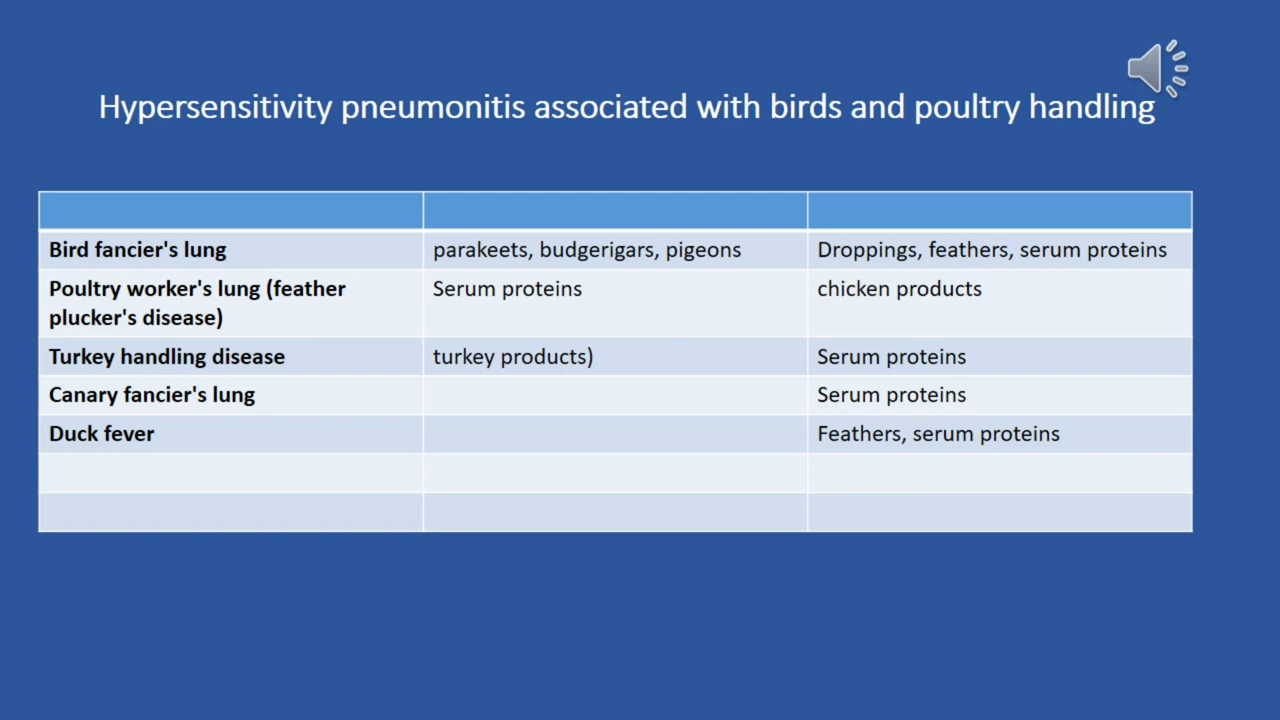 Hypersensitivity pneumonitis associated with birds and poultry handling
Bird fancier's lung parakeets, budgerigars, pigeons Droppings, feathers, serum proteins
Poultry worker's lung (feather Serum proteins chicken products
plucker's disease)
Turkey handling disease turkey products) Serum proteins
Canary fancier's lung Serum proteins
Duck fever Feathers, serum proteins